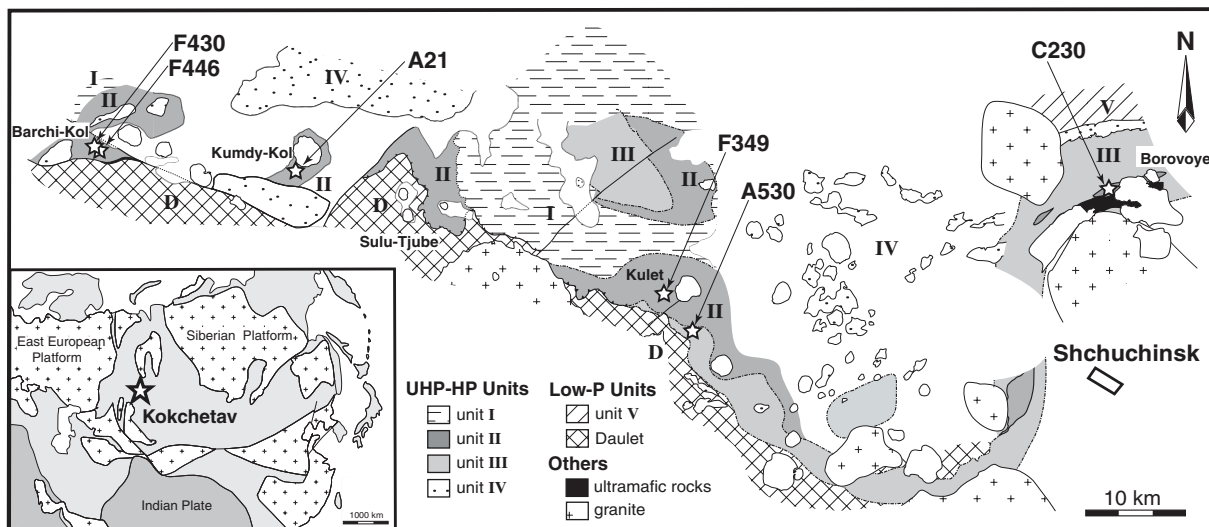 F430
F446
A21
C230
N
I
II
IV
V
Barchi-Kol
Kumdy-Kol
II
III
Borovoye
F349
III
II
II
A530
D
D
I
Sulu-Tjube
IV
Kulet
II
D
Shchuchinsk
East European
Platform
Siberian Platform
Kokchetav
Indian Plate
1000 km
UHP-HP Units
unit I
unit II
unit III
unit IV
Low-P Units
unit V
Daulet
Others
ultramafic rocks
granite
10 km